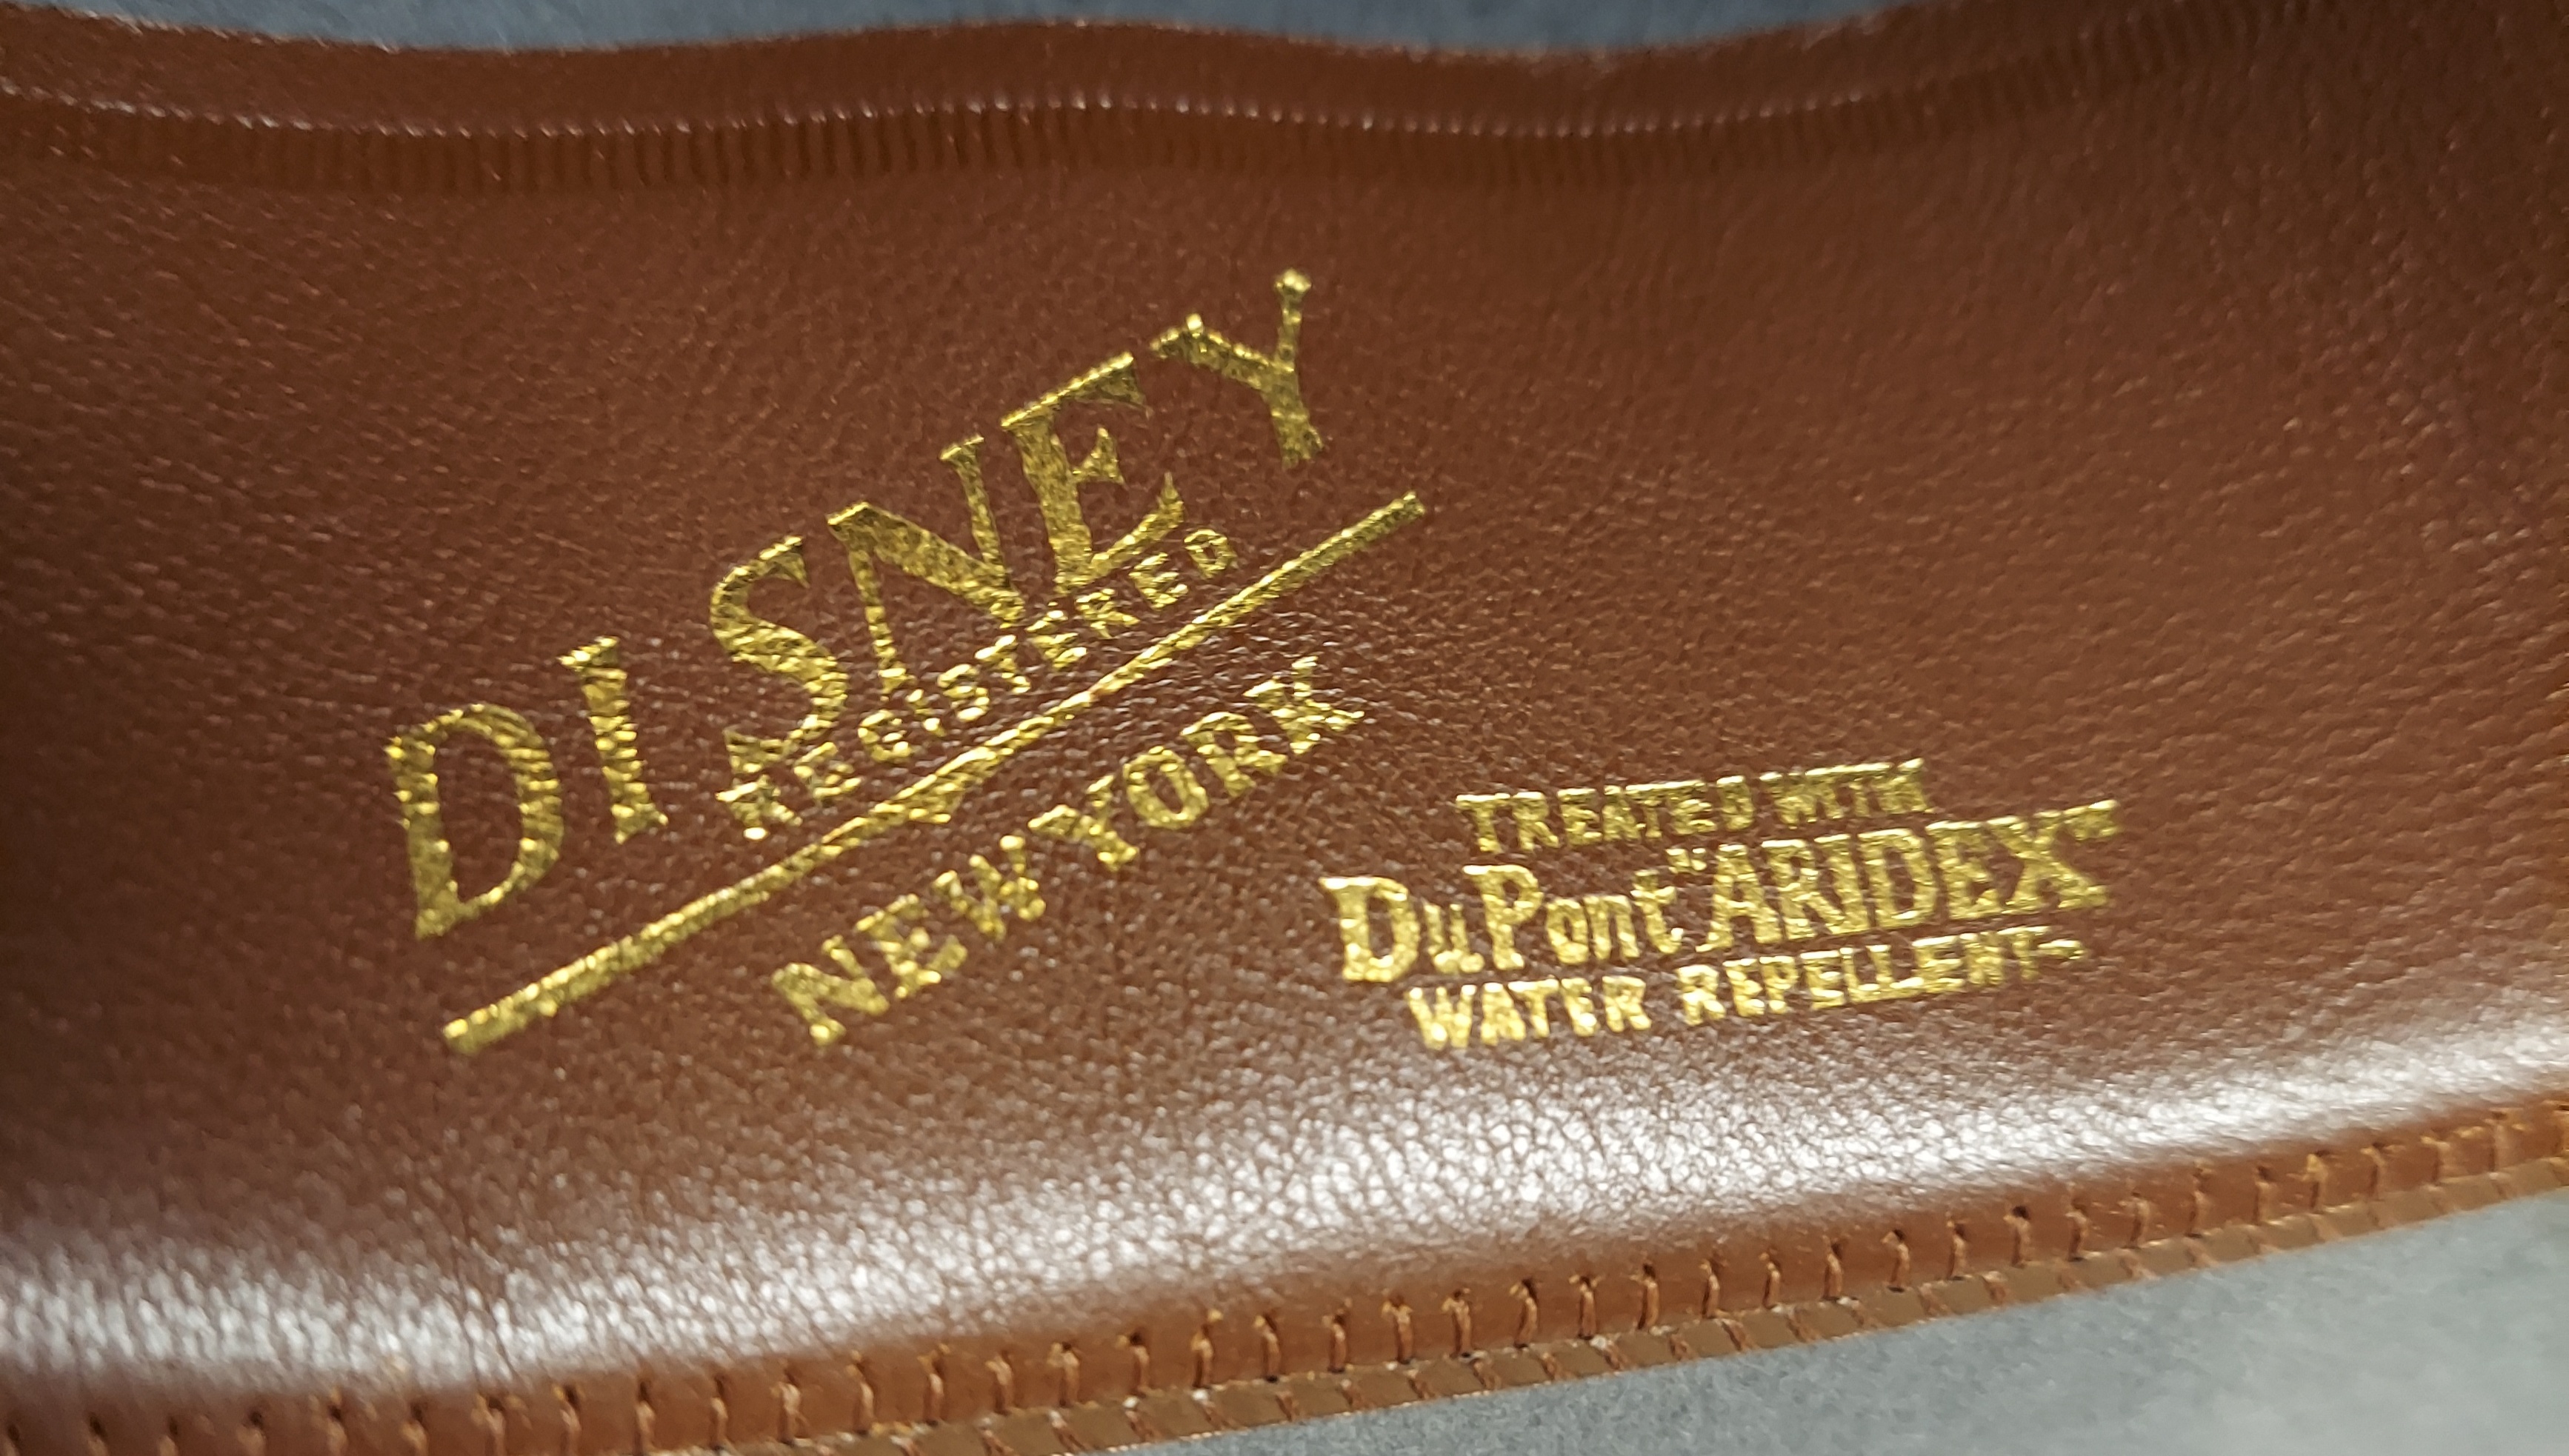 DISNEY
REGISTERED
NEW YORK
TREATED WITH
DuPont "ARIDEX"
WATER REPELLENT